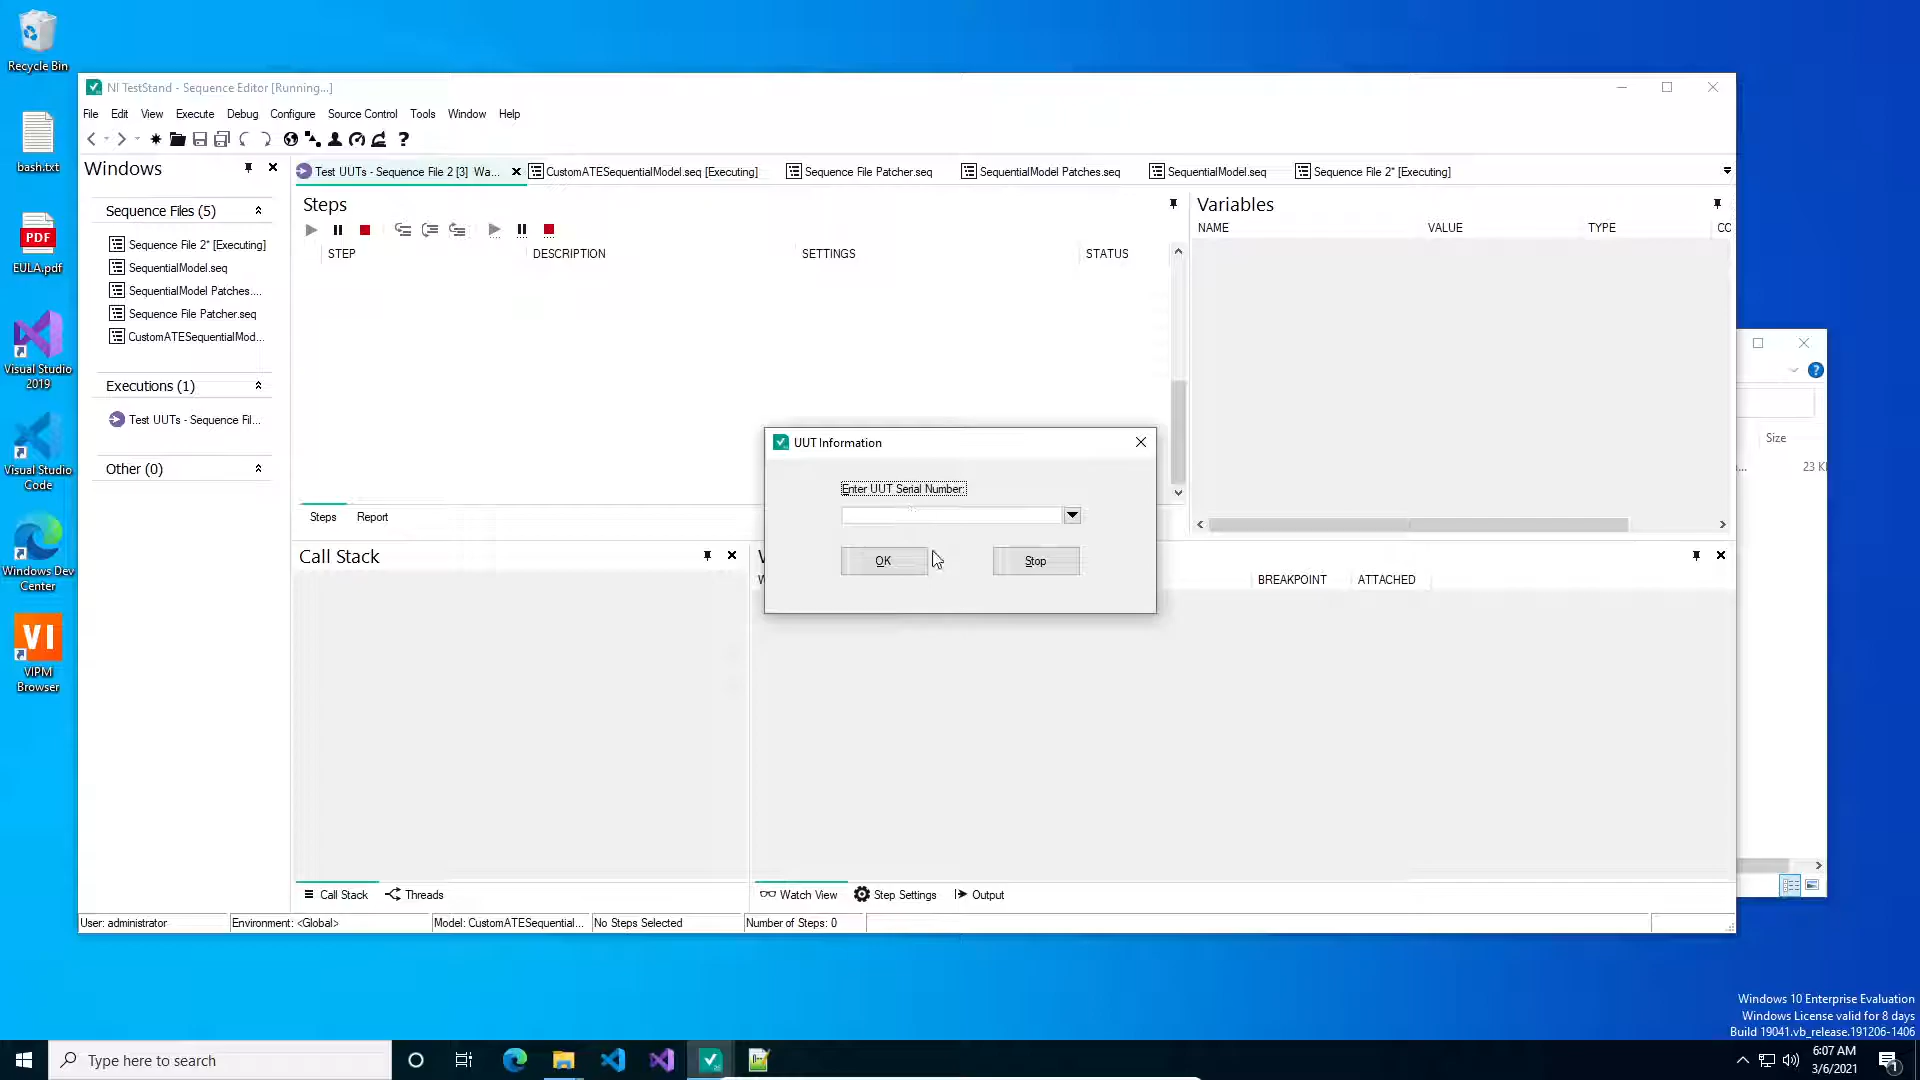 Recycle Bin
bash.txt
PDF
EULA.pdf
Visual Studio
2019
Visual Studio
Code
Windows Dev
Center
VI
VIPM
Browser
NI TestStand - Sequence Editor [Running...]
File Edit View Execute Debug Configure Source Control Tools Window Help
Windows
Sequence Files (5)
Sequence File 2* [Executing]
SequentialModel.seq
SequentialModel Patches....
Sequence File Patcher.seq
CustomATESequentialMod...
Executions (1)
Test UUTs - Sequence Fil...
Other (0)
Test UUTs - Sequence File 2 [3] Wa... CustomATESequentialModel.seq [Executing] Sequence File Patcher.seq SequentialModel Patches.seq SequentialModel.seq Sequence File 2* [Executing]
Steps
STEP DESCRIPTION SETTINGS STATUS
Steps Report
Variables
NAME VALUE TYPE CO
UUT Information
Enter UUT Serial Number:
OK Stop
Call Stack
BREAKPOINT ATTACHED
Call Stack Threads
Watch View Step Settings Output
User: administrator Environment: <Global> Model: CustomATESequential... No Steps Selected Number of Steps: 0
Size
23 K
Windows 10 Enterprise Evaluation
Windows License valid for 8 days
Build 19041.vb_release.191206-1406
Type here to search
6:07 AM
3/6/2021
1